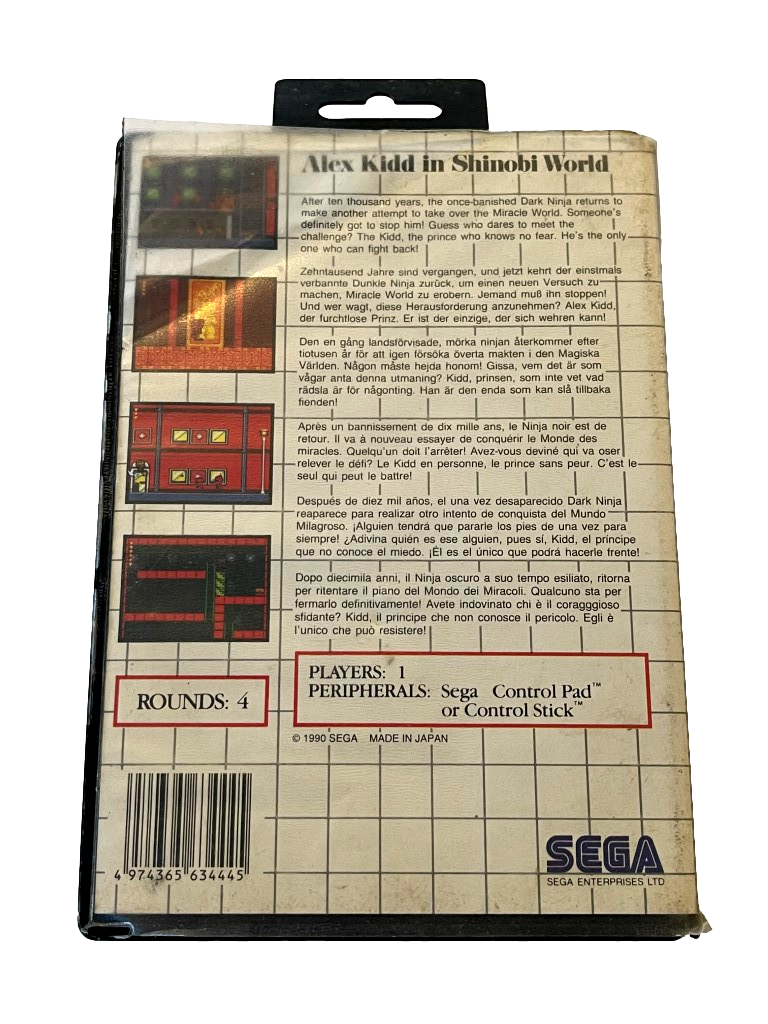 Alex Kidd in Shinobi World
After ten thousand years, the once-banished Dark Ninja returns to
make another attempt to take over the Miracle World. Someone's
definitely got to stop him! Guess who dares to meet the
challenge? The Kidd, the prince who knows no fear. He's the only
one who can fight back!
Zehntausend Jahre sind vergangen, und jetzt kehrt der einstmals
verbannte Dunkle Ninja zurück, um einen neuen Versuch zu
machen, Miracle World zu erobern. Jemand muß ihn stoppen!
Und wer wagt, diese Herausforderung anzunehmen? Alex Kidd,
der furchtlose Prinz. Er ist der einzige, der sich wehren kann!
Den en gång landsförvisade, mörka ninjan återkommer efter
tiotusen år för att igen försöka överta makten i den Magiska
Världen. Någon måste hejda honom! Gissa, vem det är som
vågar anta denna utmaning? Kidd, prinsen, som inte vet vad
rädsla är för någonting. Han är den enda som kan slå tillbaka
fienden!
Après un bannissement de dix mille ans, le Ninja noir est de
retour. Il va à nouveau essayer de conquérir le Monde des
miracles. Quelqu'un doit l'arrêter! Avez-vous deviné qui va oser
relever le défi? Le Kidd en personne, le prince sans peur. C'est le
seul qui peut le battre!
Después de diez mil años, el una vez desaparecido Dark Ninja
reaparece para realizar otro intento de conquista del Mundo
Milagroso. ¡Alguien tendrá que pararle los pies de una vez para
siempre! ¿Adivina quién es ese alguien, pues sí, Kidd, el príncipe
que no conoce el miedo. ¡Él es el único que podrá hacerle frente!
Dopo diecimila anni, il Ninja oscuro a suo tempo esiliato, ritorna
per ritentare il piano del Mondo dei Miracoli. Qualcuno sta per
fermarlo definitivamente! Avete indovinato chi è il coragggioso
sfidante? Kidd, il principe che non conosce il pericolo. Egli è
l'unico che può resistere!
PLAYERS: 1
PERIPHERALS: Sega Control Pad™
or Control Stick™
ROUNDS: 4
© 1990 SEGA MADE IN JAPAN
4 974365 634445
SEGA
SEGA ENTERPRISES LTD